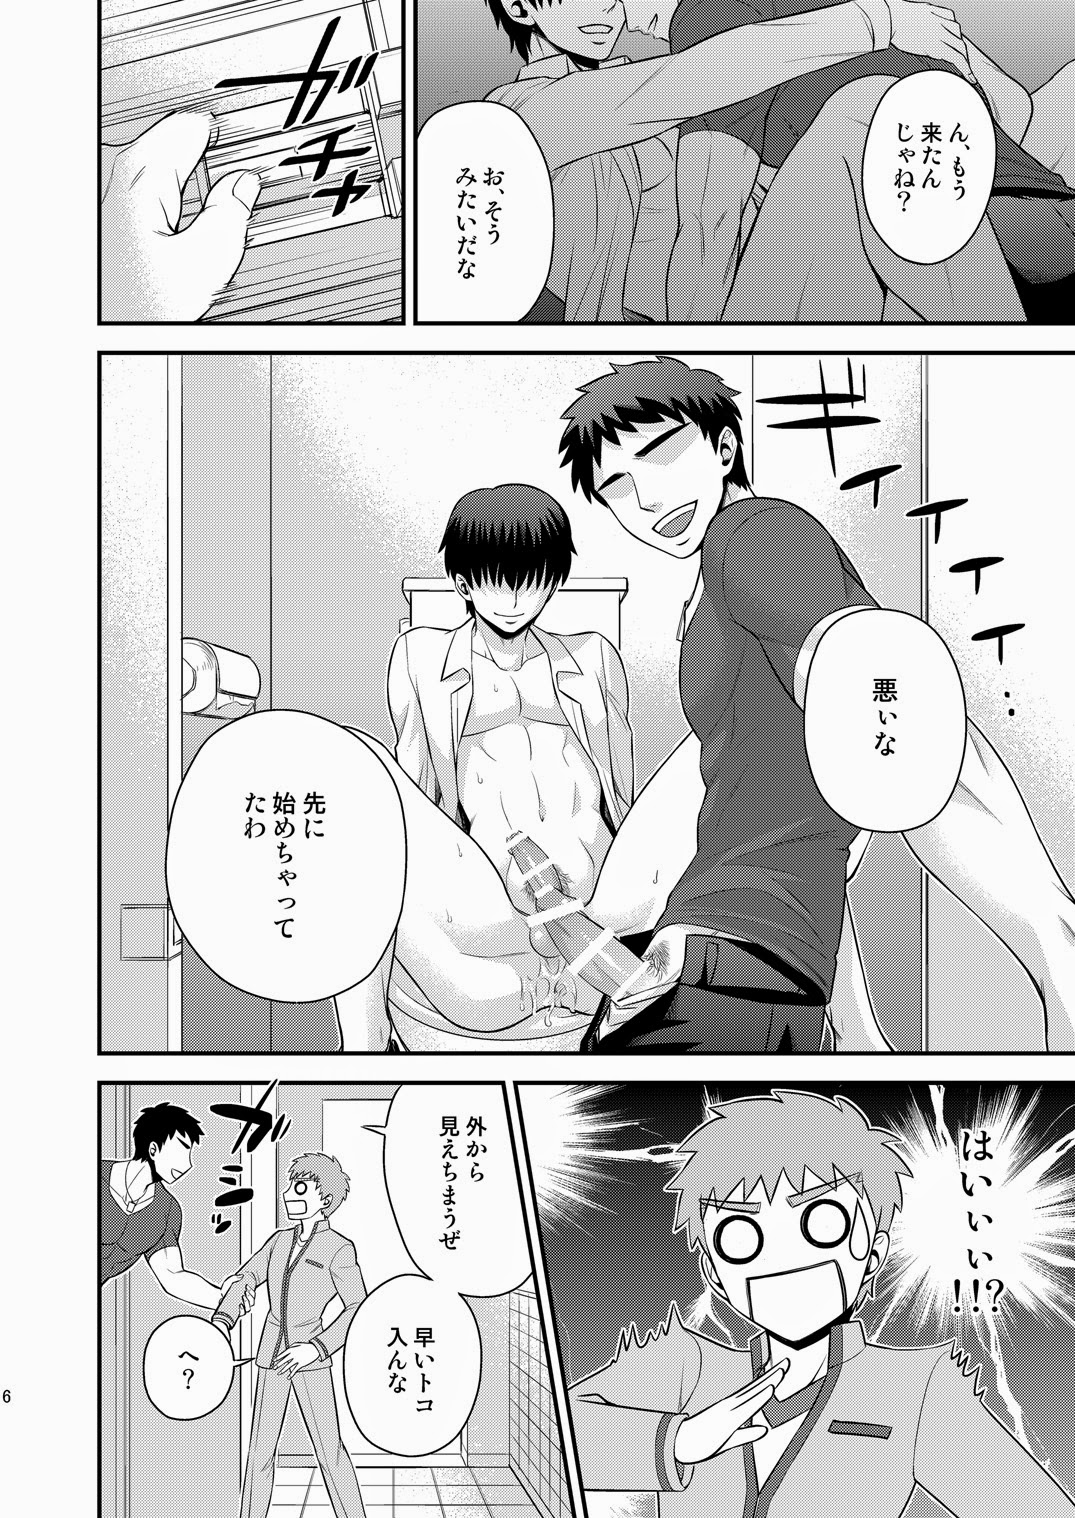 ん、もう
来たん
じゃね?
お、そう
みたいだな
ガチャ
ギイイイイ…
悪ぃな
先に
始めちゃって
たわ
はいぃぃ!!?
外から
見えちまうぜ
早いトコ
入んな
ガシッ
へ?
6